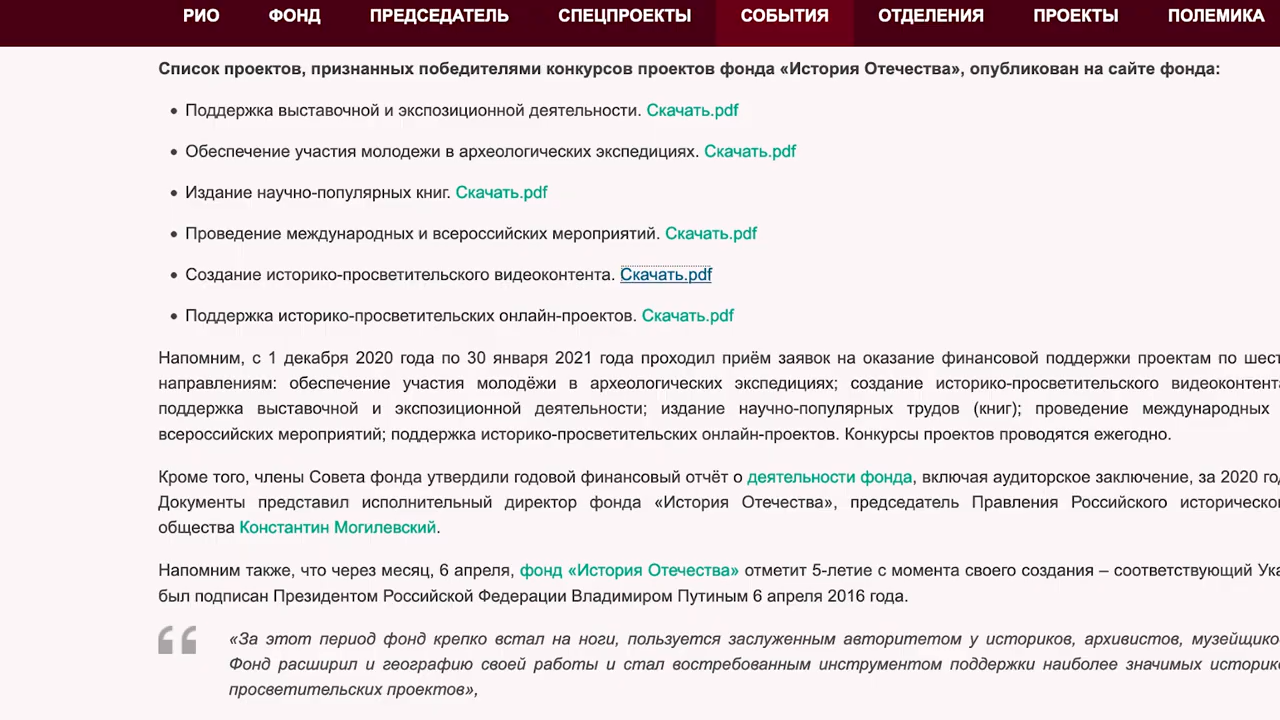 РИО ФОНД ПРЕДСЕДАТЕЛЬ СПЕЦПРОЕКТЫ СОБЫТИЯ ОТДЕЛЕНИЯ ПРОЕКТЫ ПОЛЕМИКА
Список проектов, признанных победителями конкурсов проектов фонда «История Отечества», опубликован на сайте фонда:
Поддержка выставочной и экспозиционной деятельности. Скачать.pdf
Обеспечение участия молодежи в археологических экспедициях. Скачать.pdf
Издание научно-популярных книг. Скачать.pdf
Проведение международных и всероссийских мероприятий. Скачать.pdf
Создание историко-просветительского видеоконтента. Скачать.pdf
Поддержка историко-просветительских онлайн-проектов. Скачать.pdf
Напомним, с 1 декабря 2020 года по 30 января 2021 года проходил приём заявок на оказание финансовой поддержки проектам по шест
направлениям: обеспечение участия молодёжи в археологических экспедициях; создание историко-просветительского видеоконтента
поддержка выставочной и экспозиционной деятельности; издание научно-популярных трудов (книг); проведение международных
всероссийских мероприятий; поддержка историко-просветительских онлайн-проектов. Конкурсы проектов проводятся ежегодно.
Кроме того, члены Совета фонда утвердили годовой финансовый отчёт о деятельности фонда, включая аудиторское заключение, за 2020 го
Документы представил исполнительный директор фонда «История Отечества», председатель Правления Российского историческо
общества Константин Могилевский.
Напомним также, что через месяц, 6 апреля, фонд «История Отечества» отметит 5-летие с момента своего создания – соответствующий Ука
был подписан Президентом Российской Федерации Владимиром Путиным 6 апреля 2016 года.
«За этот период фонд крепко встал на ноги, пользуется заслуженным авторитетом у историков, архивистов, музейщико
Фонд расширил и географию своей работы и стал востребованным инструментом поддержки наиболее значимых историк
просветительских проектов»,